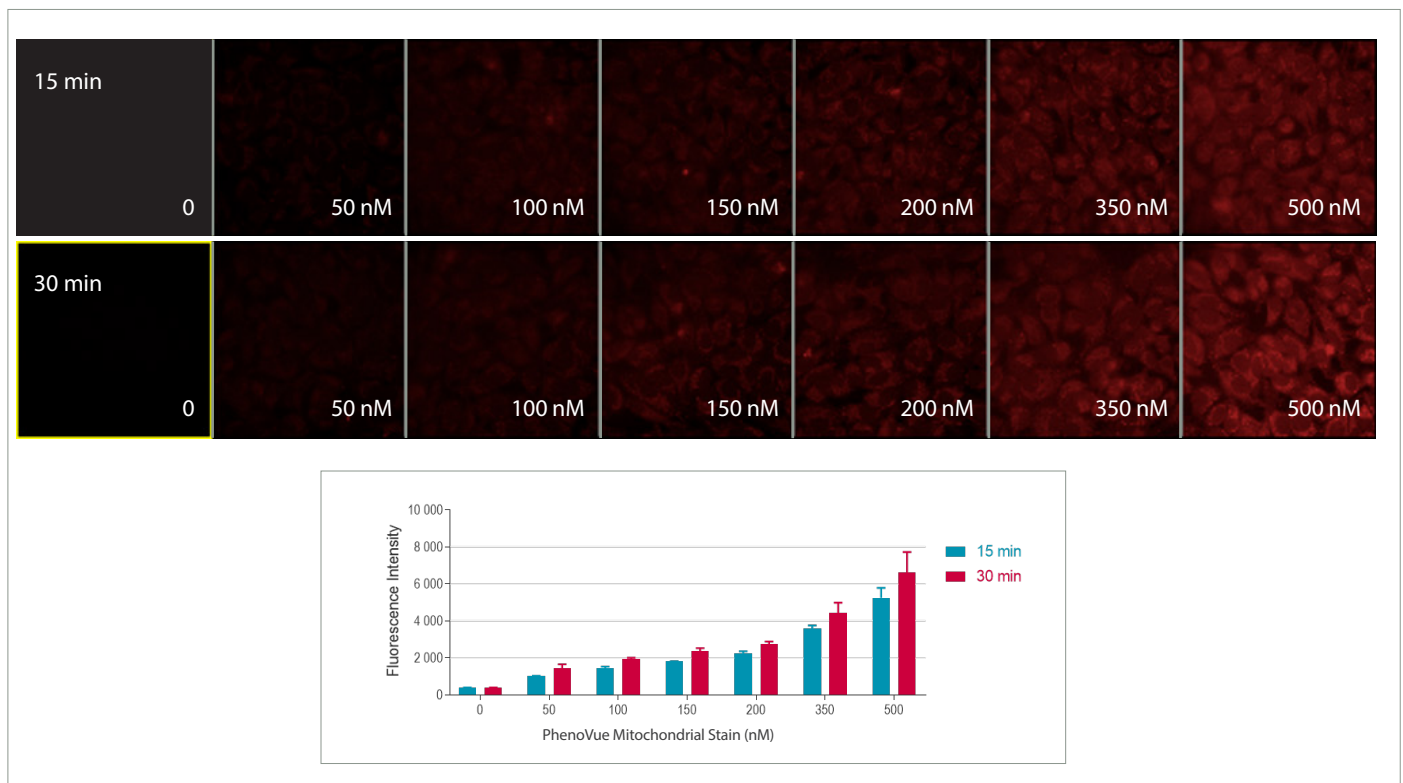 15 min
0
50 nM
100 nM
150 nM
200 nM
350 nM
500 nM
30 min
0
50 nM
100 nM
150 nM
200 nM
350 nM
500 nM
Fluorescence Intensity
10 000
8 000
6 000
4 000
2 000
0
0
50
100
150
200
350
500
PhenoVue Mitochondrial Stain (nM)
15 min
30 min